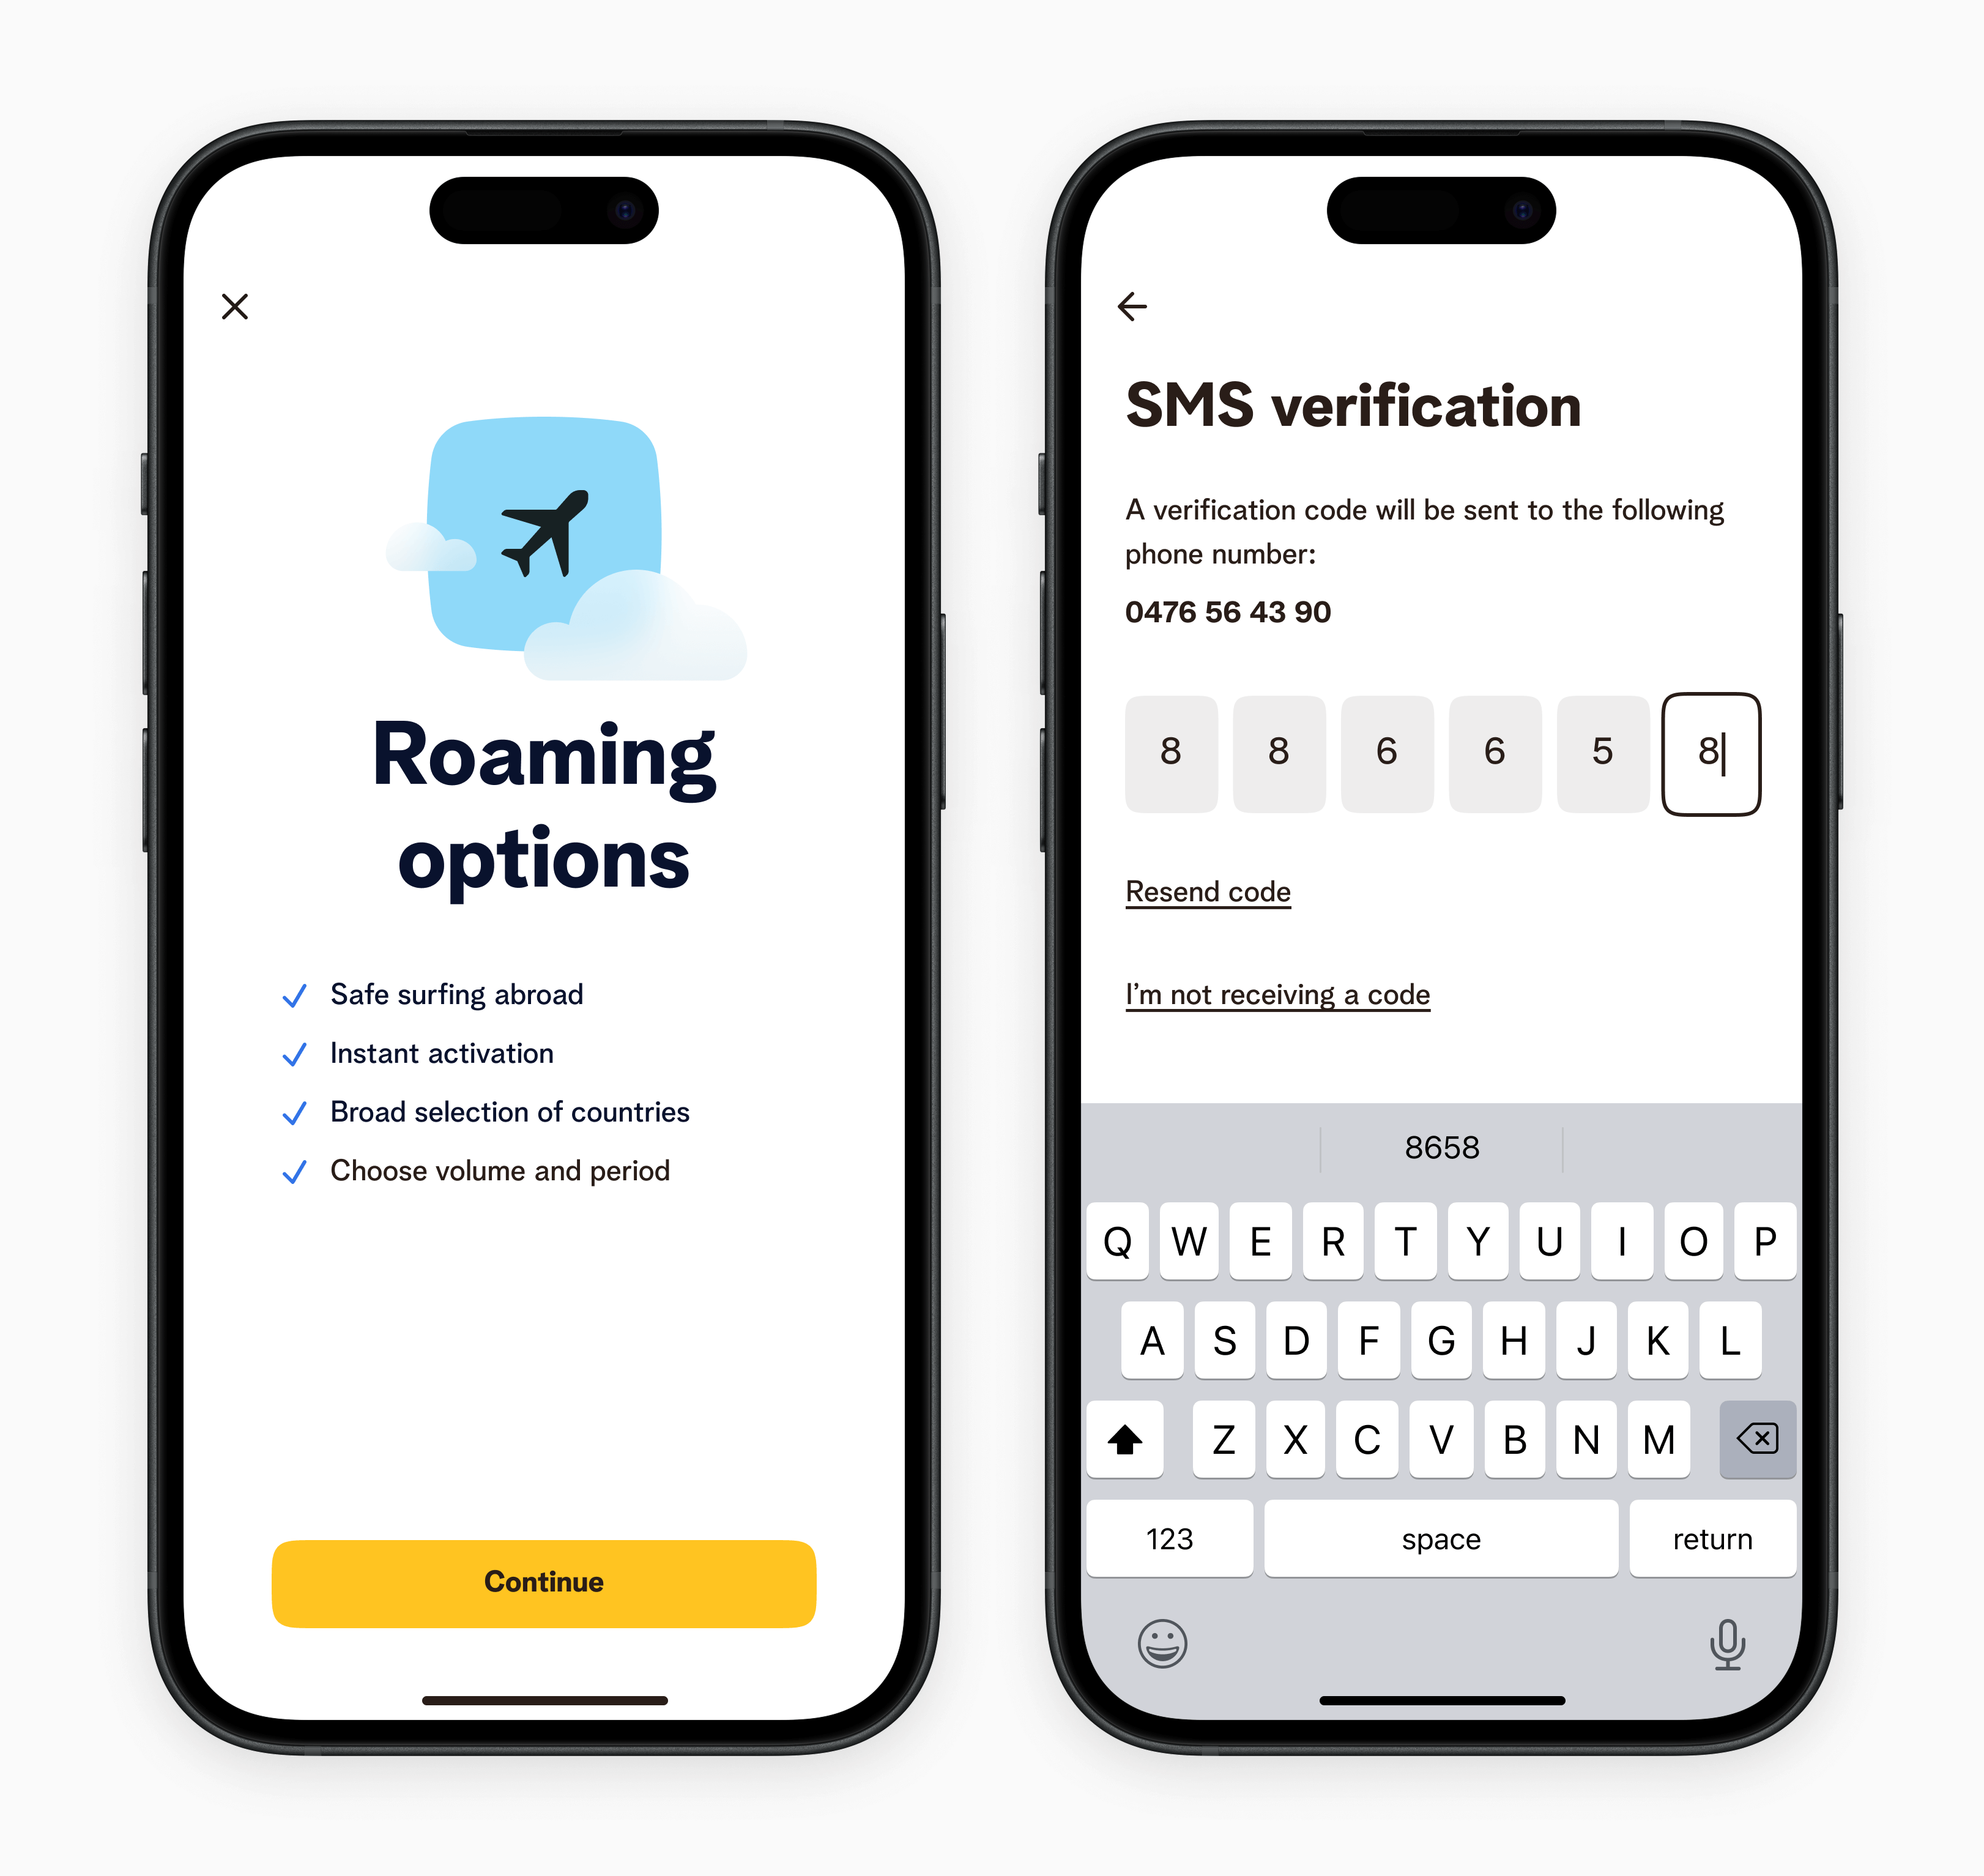 Roaming
options
Safe surfing abroad
Instant activation
Broad selection of countries
Choose volume and period
Continue
SMS verification
A verification code will be sent to the following
phone number:
0476 56 43 90
8 8 6 6 5 8
Resend code
I’m not receiving a code
8658
Q W E R T Y U I O P
A S D F G H J K L
Z X C V B N M
123 space return